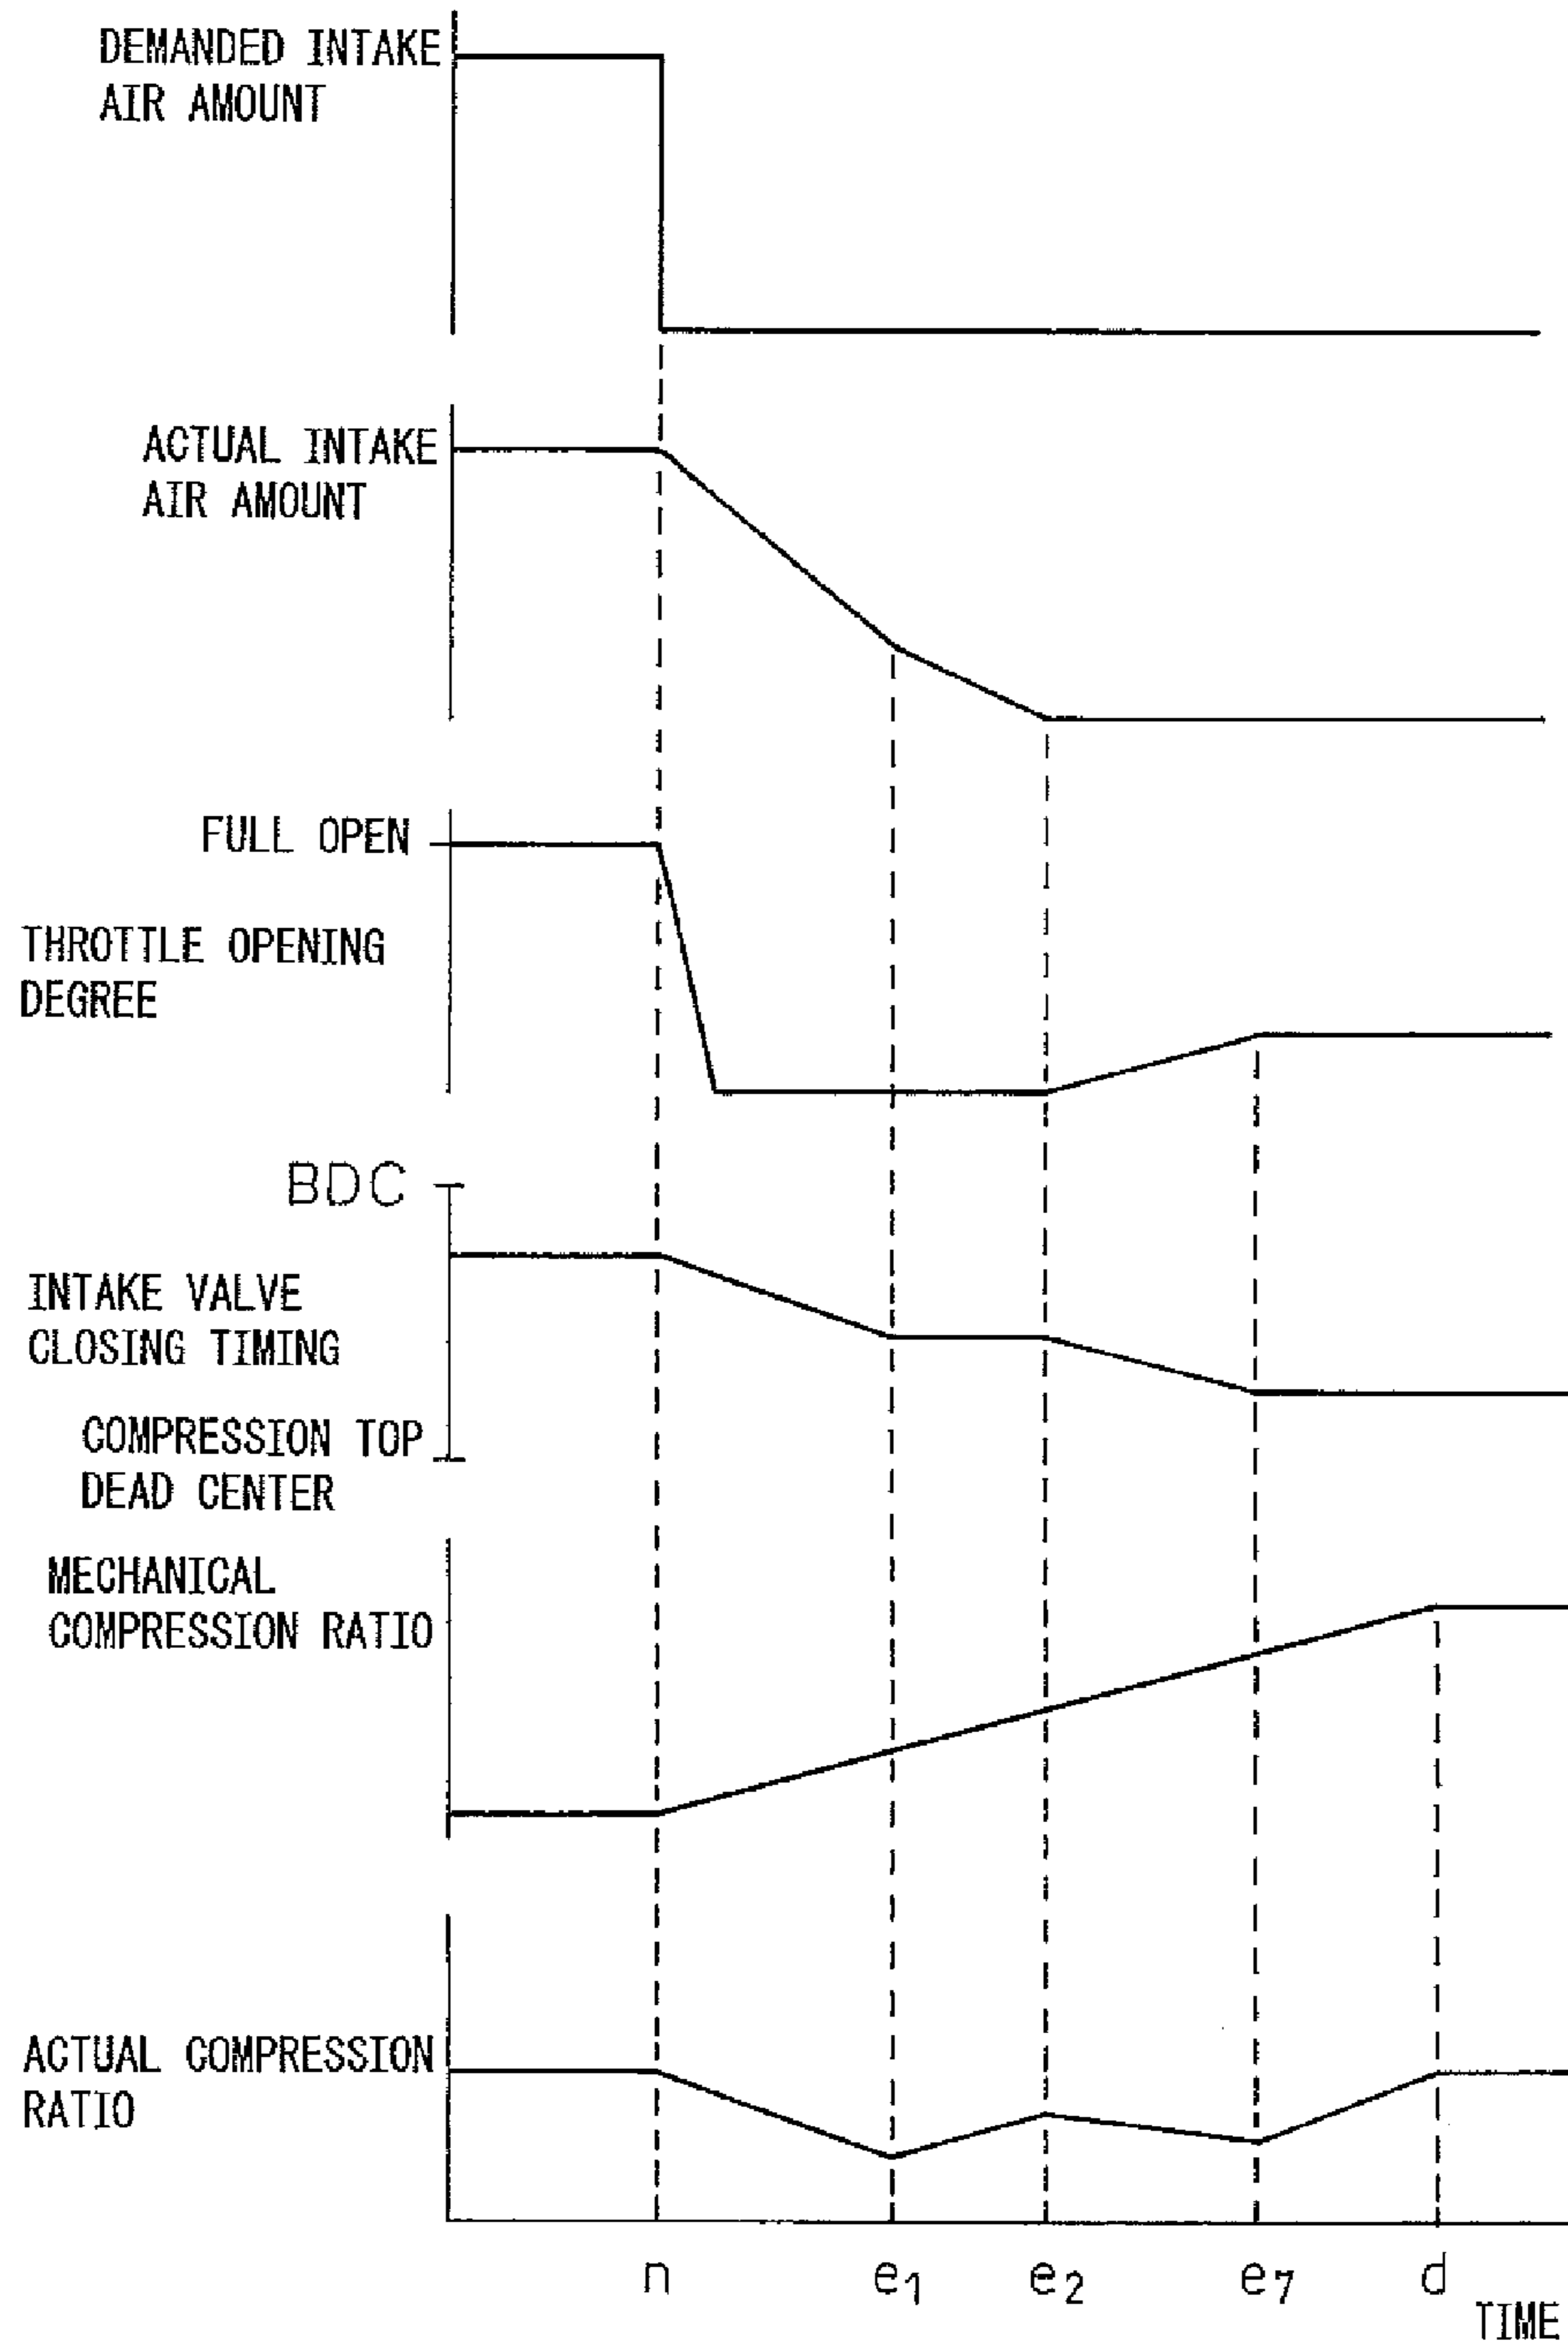 DEMANDED INTAKE
AIR AMOUNT
ACTUAL INTAKE
AIR AMOUNT
FULL OPEN
THROTTLE OPENING
DEGREE
BDC
INTAKE VALVE
CLOSING TIMING
COMPRESSION TOP
DEAD CENTER
MECHANICAL
COMPRESSION RATIO
ACTUAL COMPRESSION
RATIO
n e1 e2 e7 d
TIME